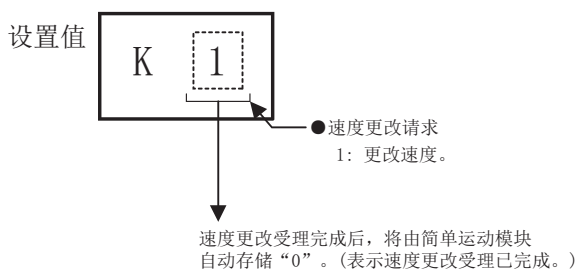 设置值
K 1
●速度更改请求
1: 更改速度。
速度更改受理完成后，将由简单运动模块
自动存储“0”。(表示速度更改受理已完成。)